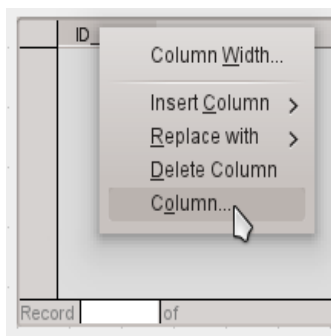 ID_
Column Width...
Insert Column
Replace with
Delete Column
Column...
Record of